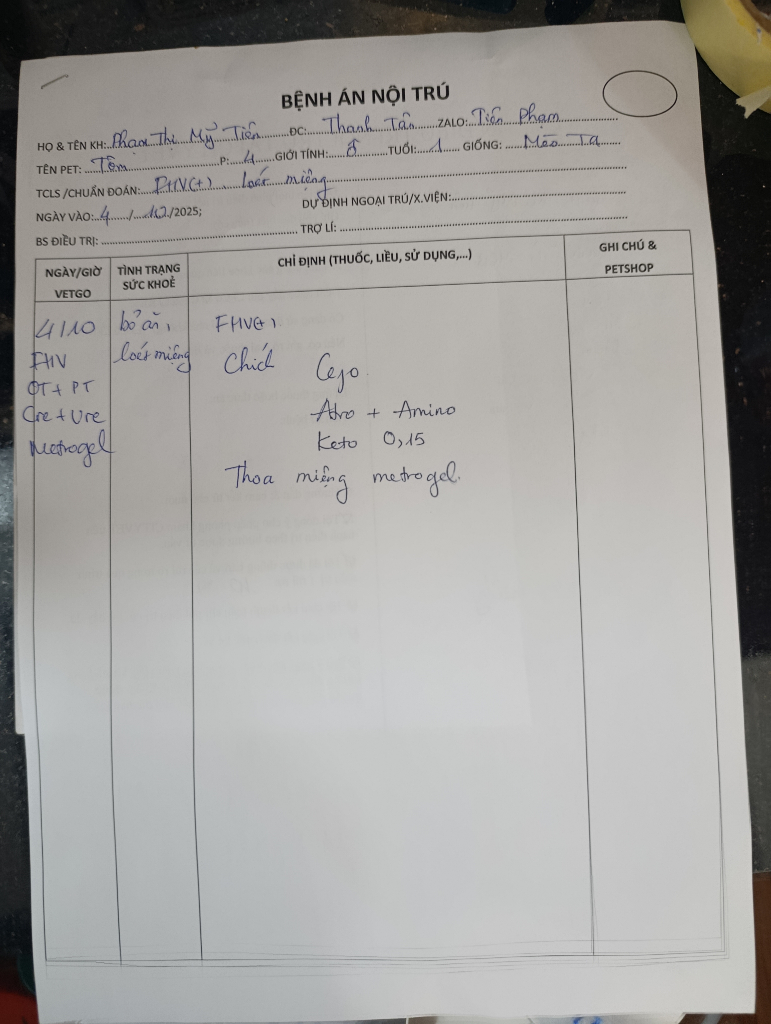 BỆNH ÁN NỘI TRÚ
HỌ & TÊN KH: Phạm Thị Mỹ Tiên ĐC: Thanh Tân ZALO: Tiên Phạm
TÊN PET: Tôm P: 4 GIỚI TÍNH: TUỔI: 1 GIỐNG: Mèo Ta
TCLS /CHUẨN ĐOÁN: FHV(+) loét miệng
NGÀY VÀO: 4 / 10 /2025; DỰ ĐỊNH NGOẠI TRÚ/X.VIỆN:
BS ĐIỀU TRỊ: TRỢ LÍ:
NGÀY/GIỜ VETGO TÌNH TRẠNG SỨC KHOẺ CHỈ ĐỊNH (THUỐC, LIỀU, SỬ DỤNG,...) GHI CHÚ & PETSHOP
4/10 bỏ ăn, FHV(+)
FHV loét miệng Chích
OT + PT Atro + Amino
Cre + Ure Keto 0,15
Metrogel Thoa miệng metrogel.